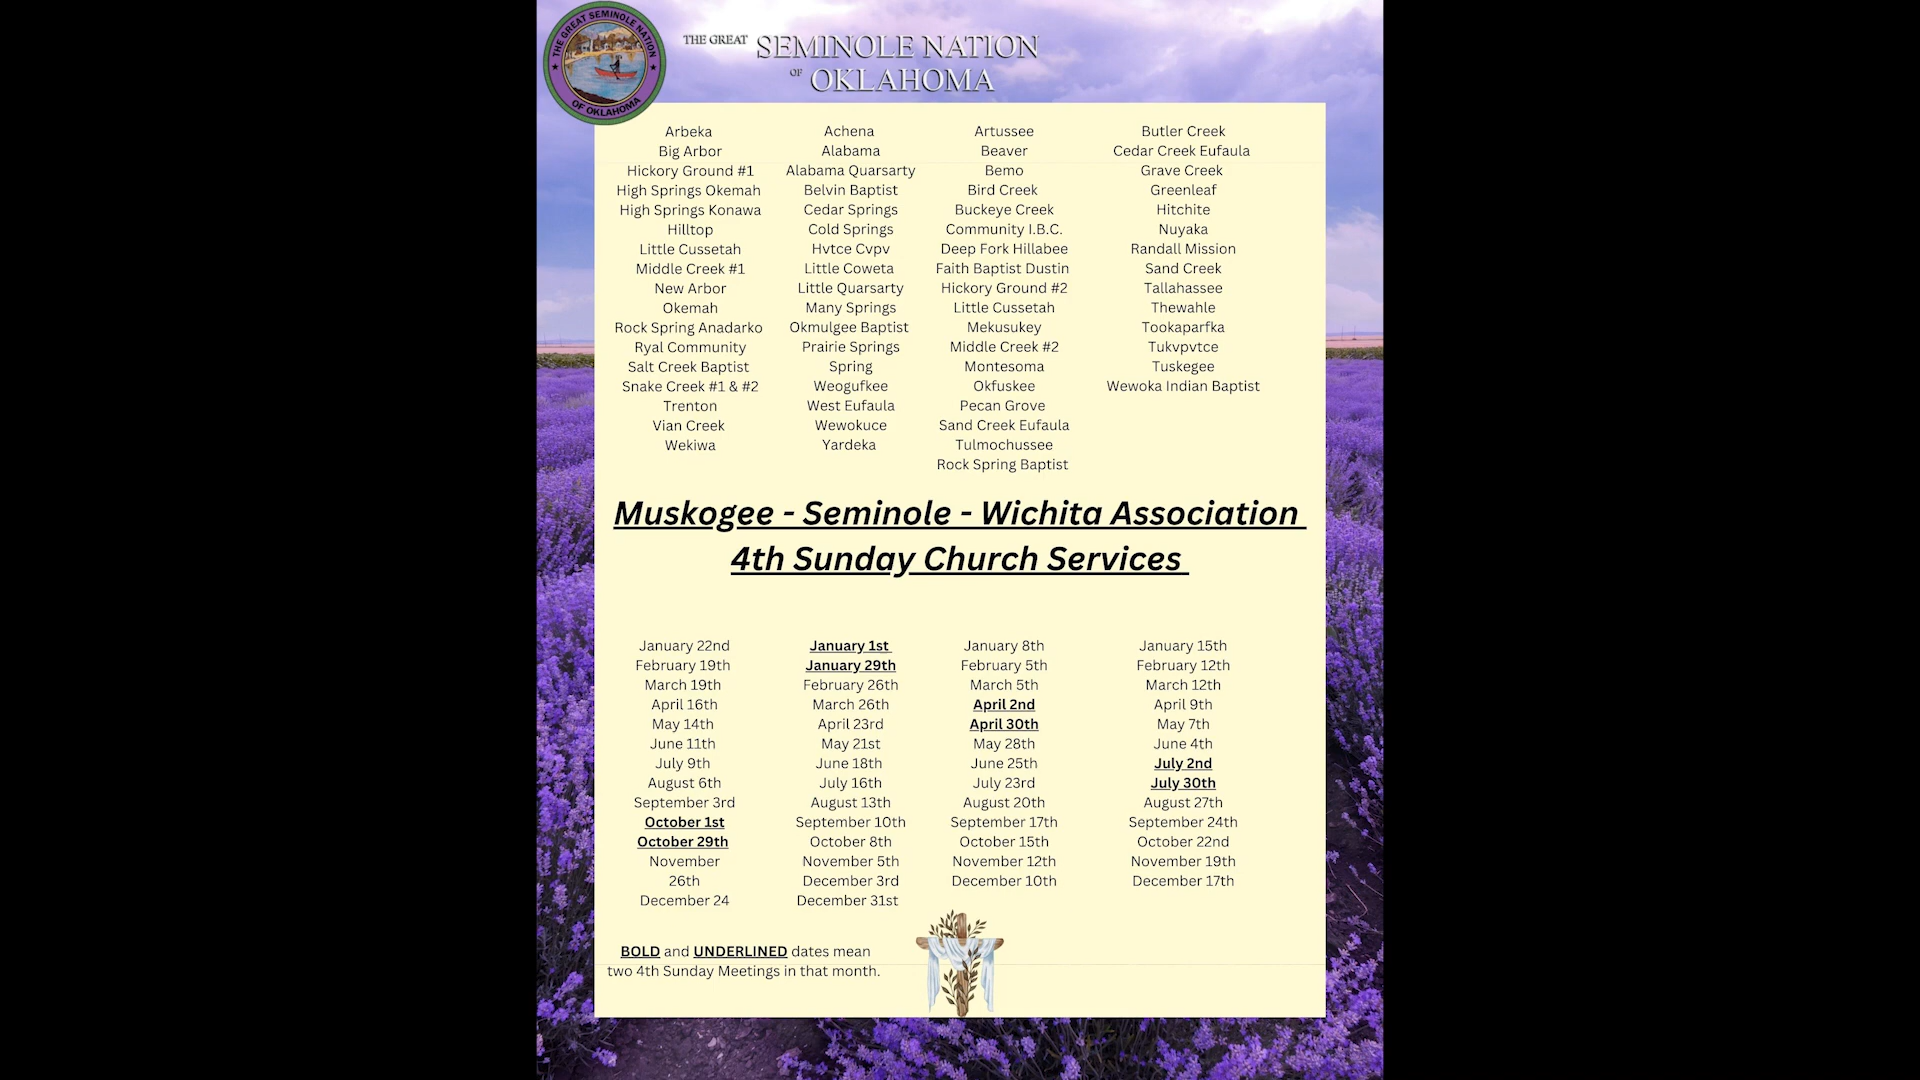 THE GREAT SEMINOLE NATION
OF OKLAHOMA
THE GREAT
SEMINOLE NATION
OF OKLAHOMA
Arbeka
Big Arbor
Hickory Ground #1
High Springs Okemah
High Springs Konawa
Hilltop
Little Cussetah
Middle Creek #1
New Arbor
Okemah
Rock Spring Anadarko
Ryal Community
Salt Creek Baptist
Snake Creek #1 & #2
Trenton
Vian Creek
Wekiwa
Achena
Alabama
Alabama Quarsarty
Belvin Baptist
Cedar Springs
Cold Springs
Hvtce Cvpv
Little Coweta
Little Quarsarty
Many Springs
Okmulgee Baptist
Prairie Springs
Spring
Weogufkee
West Eufaula
Wewokuce
Yardeka
Artussee
Beaver
Bemo
Bird Creek
Buckeye Creek
Community I.B.C.
Deep Fork Hillabee
Faith Baptist Dustin
Hickory Ground #2
Little Cussetah
Mekusukey
Middle Creek #2
Montesoma
Okfuskee
Pecan Grove
Sand Creek Eufaula
Tulmochussee
Rock Spring Baptist
Butler Creek
Cedar Creek Eufaula
Grave Creek
Greenleaf
Hitchite
Nuyaka
Randall Mission
Sand Creek
Tallahassee
Thewahle
Tookaparfka
Tukvpvtce
Tuskegee
Wewoka Indian Baptist
Muskogee - Seminole - Wichita Association
4th Sunday Church Services
January 22nd
February 19th
March 19th
April 16th
May 14th
June 11th
July 9th
August 6th
September 3rd
October 1st
October 29th
November
26th
December 24
January 1st
January 29th
February 26th
March 26th
April 23rd
May 21st
June 18th
July 16th
August 13th
September 10th
October 8th
November 5th
December 3rd
December 31st
January 8th
February 5th
March 5th
April 2nd
April 30th
May 28th
June 25th
July 23rd
August 20th
September 17th
October 15th
November 12th
December 10th
January 15th
February 12th
March 12th
April 9th
May 7th
June 4th
July 2nd
July 30th
August 27th
September 24th
October 22nd
November 19th
December 17th
BOLD and UNDERLINED dates mean
two 4th Sunday Meetings in that month.